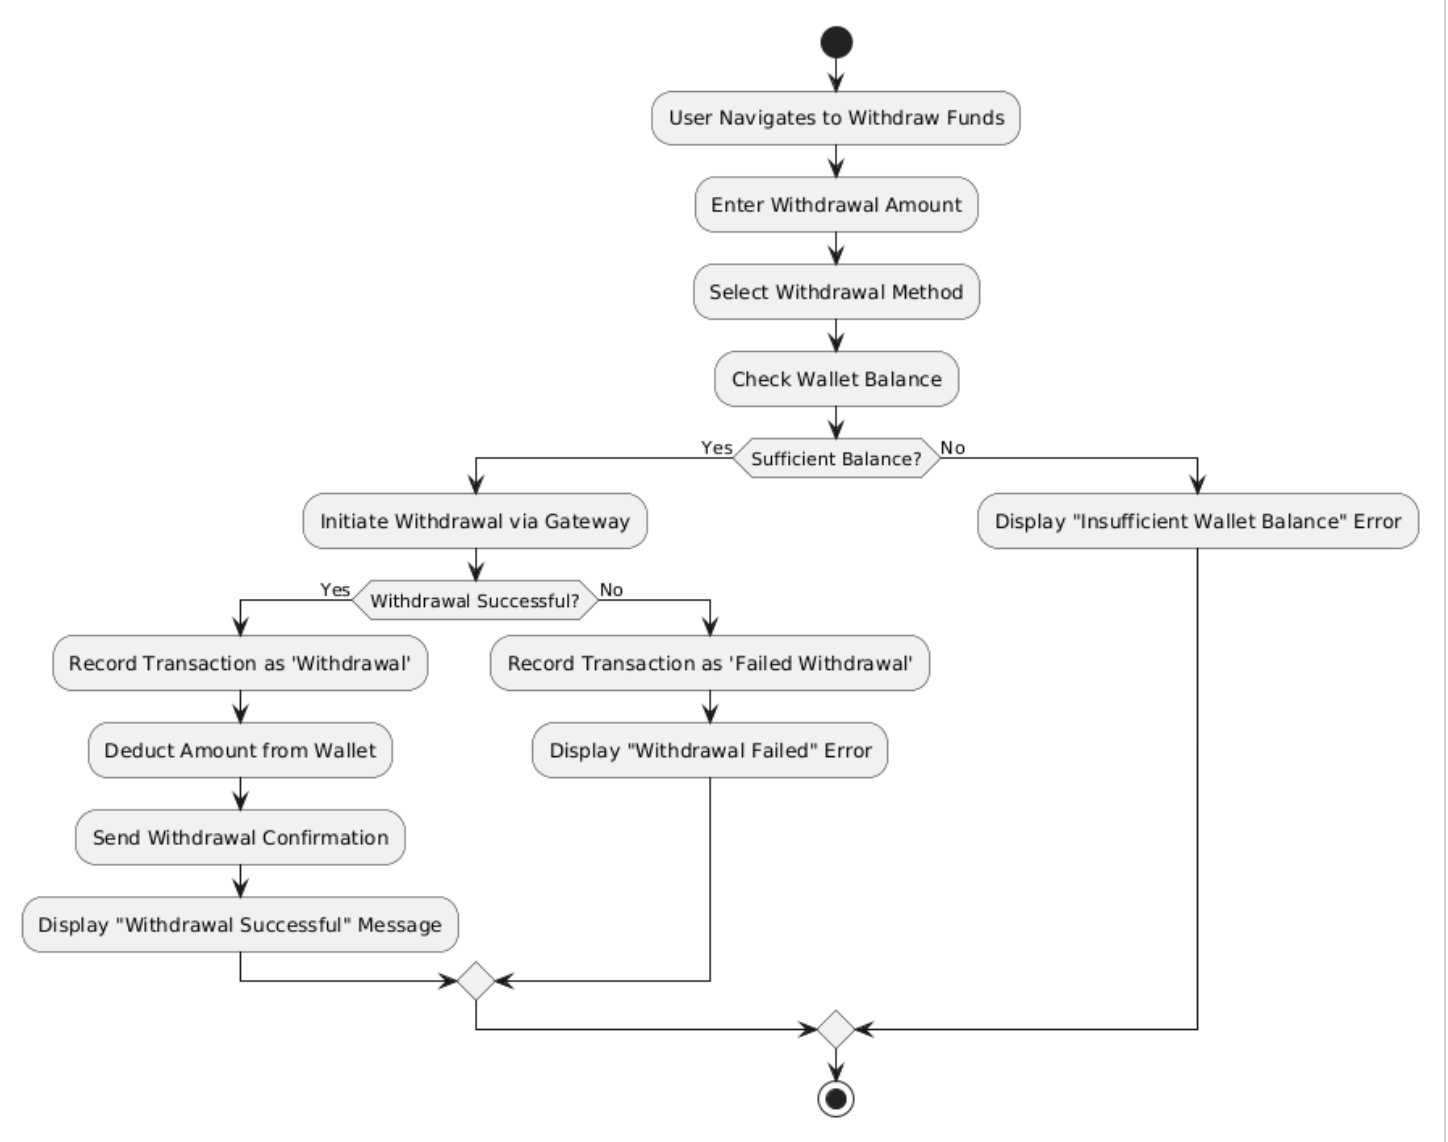 User Navigates to Withdraw Funds
Enter Withdrawal Amount
Select Withdrawal Method
Check Wallet Balance
Yes
Sufficient Balance?
No
Initiate Withdrawal via Gateway
Display "Insufficient Wallet Balance" Error
Yes
Withdrawal Successful?
No
Record Transaction as 'Withdrawal'
Record Transaction as 'Failed Withdrawal'
Deduct Amount from Wallet
Display "Withdrawal Failed" Error
Send Withdrawal Confirmation
Display "Withdrawal Successful" Message